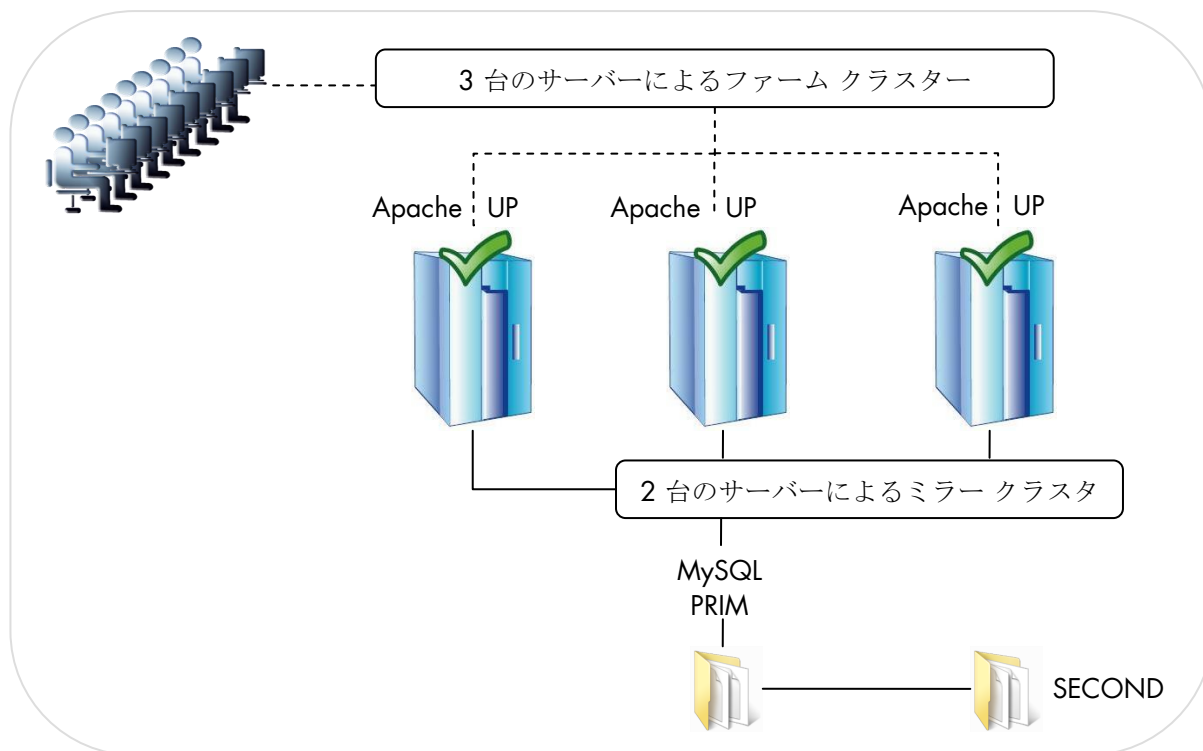 3 台のサーバーによるファーム クラスター
Apache UP
Apache UP
Apache UP
2 台のサーバーによるミラー クラスタ
MySQL
PRIM
SECOND